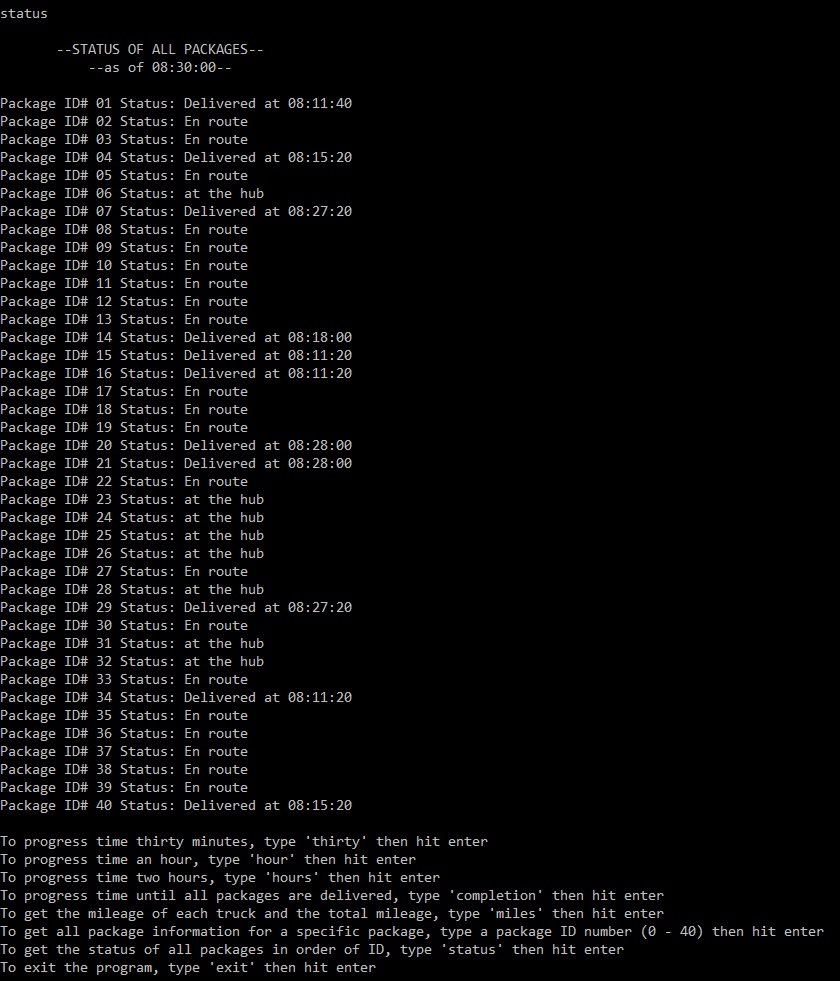 status
--STATUS OF ALL PACKAGES--
--as of 08:30:00--
Package ID# 01 Status: Delivered at 08:11:40
Package ID# 02 Status: En route
Package ID# 03 Status: En route
Package ID# 04 Status: Delivered at 08:15:20
Package ID# 05 Status: En route
Package ID# 06 Status: at the hub
Package ID# 07 Status: Delivered at 08:27:20
Package ID# 08 Status: En route
Package ID# 09 Status: En route
Package ID# 10 Status: En route
Package ID# 11 Status: En route
Package ID# 12 Status: En route
Package ID# 13 Status: En route
Package ID# 14 Status: Delivered at 08:18:00
Package ID# 15 Status: Delivered at 08:11:20
Package ID# 16 Status: Delivered at 08:11:20
Package ID# 17 Status: En route
Package ID# 18 Status: En route
Package ID# 19 Status: En route
Package ID# 20 Status: Delivered at 08:28:00
Package ID# 21 Status: Delivered at 08:28:00
Package ID# 22 Status: En route
Package ID# 23 Status: at the hub
Package ID# 24 Status: at the hub
Package ID# 25 Status: at the hub
Package ID# 26 Status: at the hub
Package ID# 27 Status: En route
Package ID# 28 Status: at the hub
Package ID# 29 Status: Delivered at 08:27:20
Package ID# 30 Status: En route
Package ID# 31 Status: at the hub
Package ID# 32 Status: at the hub
Package ID# 33 Status: En route
Package ID# 34 Status: Delivered at 08:11:20
Package ID# 35 Status: En route
Package ID# 36 Status: En route
Package ID# 37 Status: En route
Package ID# 38 Status: En route
Package ID# 39 Status: En route
Package ID# 40 Status: Delivered at 08:15:20
To progress time thirty minutes, type 'thirty' then hit enter
To progress time an hour, type 'hour' then hit enter
To progress time two hours, type 'hours' then hit enter
To progress time until all packages are delivered, type 'completion' then hit enter
To get the mileage of each truck and the total mileage, type 'miles' then hit enter
To get all package information for a specific package, type a package ID number (0 - 40) then hit enter
To get the status of all packages in order of ID, type 'status' then hit enter
To exit the program, type 'exit' then hit enter